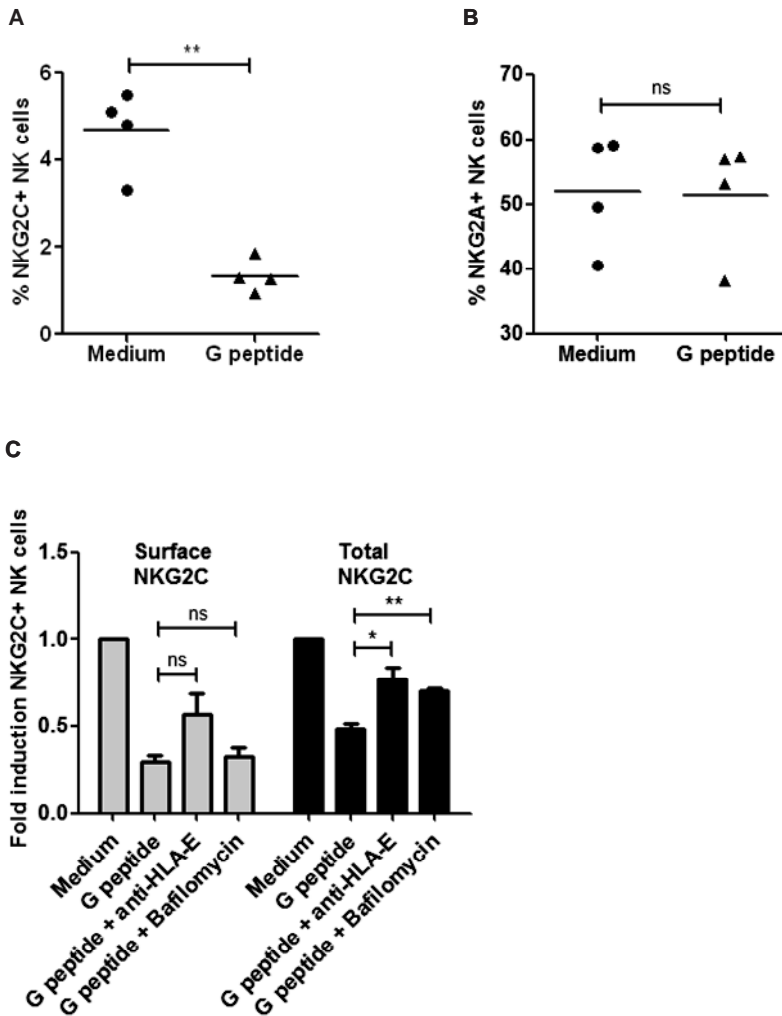 A
**
% NKG2C+ NK cells
6
4
2
0
Medium
G peptide
B
ns
% NKG2A+ NK cells
70
60
50
40
30
Medium
G peptide
C
Fold induction NKG2C+ NK cells
1.5
1.0
0.5
0.0
Surface
NKG2C
ns
ns
Total
NKG2C
**
*
Medium
G peptide
G peptide + anti-HLA-E
G peptide + Bafilomycin
Medium
G peptide
G peptide + anti-HLA-E
G peptide + Bafilomycin